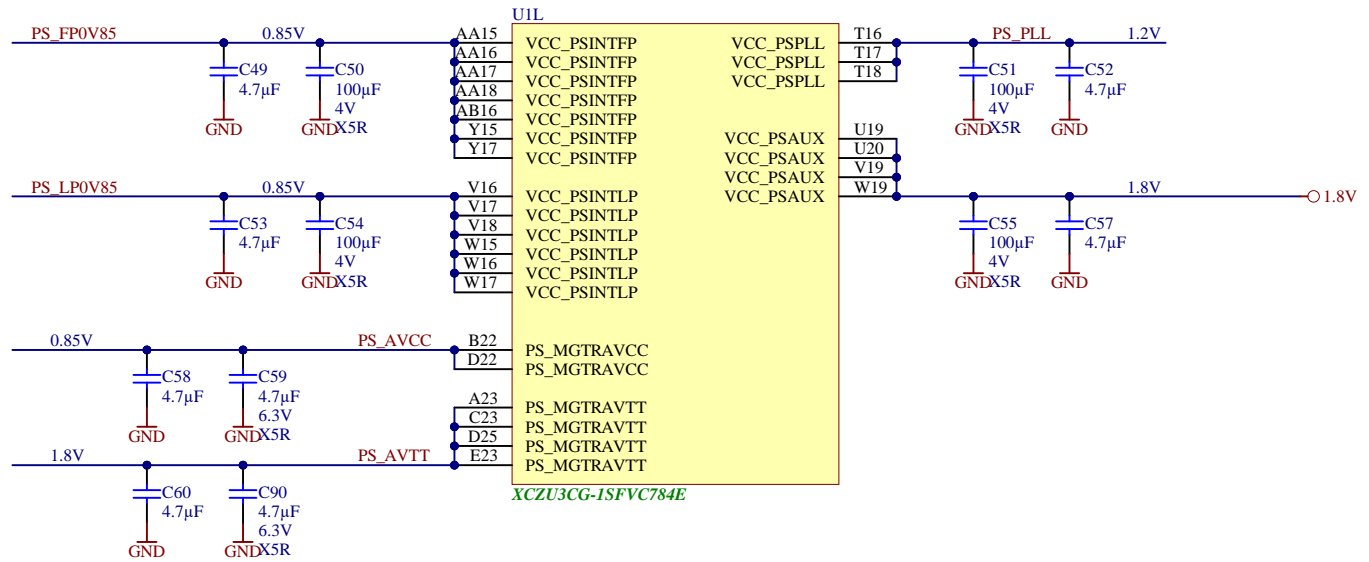 U1L
PS_FP0V85
0.85V
C49
4.7µF
GND
C50
100µF
4V
X5R
GND
AA15 VCC_PSINTFP
AA16 VCC_PSINTFP
AA17 VCC_PSINTFP
AA18 VCC_PSINTFP
AB16 VCC_PSINTFP
Y15 VCC_PSINTFP
Y17 VCC_PSINTFP
VCC_PSPLL T16
VCC_PSPLL T17
VCC_PSPLL T18
PS_PLL
1.2V
C51
100µF
4V
X5R
GND
C52
4.7µF
GND
PS_LP0V85
0.85V
C53
4.7µF
GND
C54
100µF
4V
X5R
GND
V16 VCC_PSINTLP
V17 VCC_PSINTLP
V18 VCC_PSINTLP
W15 VCC_PSINTLP
W16 VCC_PSINTLP
W17 VCC_PSINTLP
VCC_PSAUX U19
VCC_PSAUX U20
VCC_PSAUX V19
VCC_PSAUX W19
1.8V
1.8V
C55
100µF
4V
X5R
GND
C57
4.7µF
GND
0.85V
PS_AVCC
C58
4.7µF
GND
C59
4.7µF
6.3V
X5R
GND
B22 PS_MGTRAVCC
D22 PS_MGTRAVCC
A23 PS_MGTRAVTT
C23 PS_MGTRAVTT
D25 PS_MGTRAVTT
E23 PS_MGTRAVTT
1.8V
PS_AVTT
C60
4.7µF
GND
C90
4.7µF
6.3V
X5R
GND
XCZU3CG-1SFVC784E